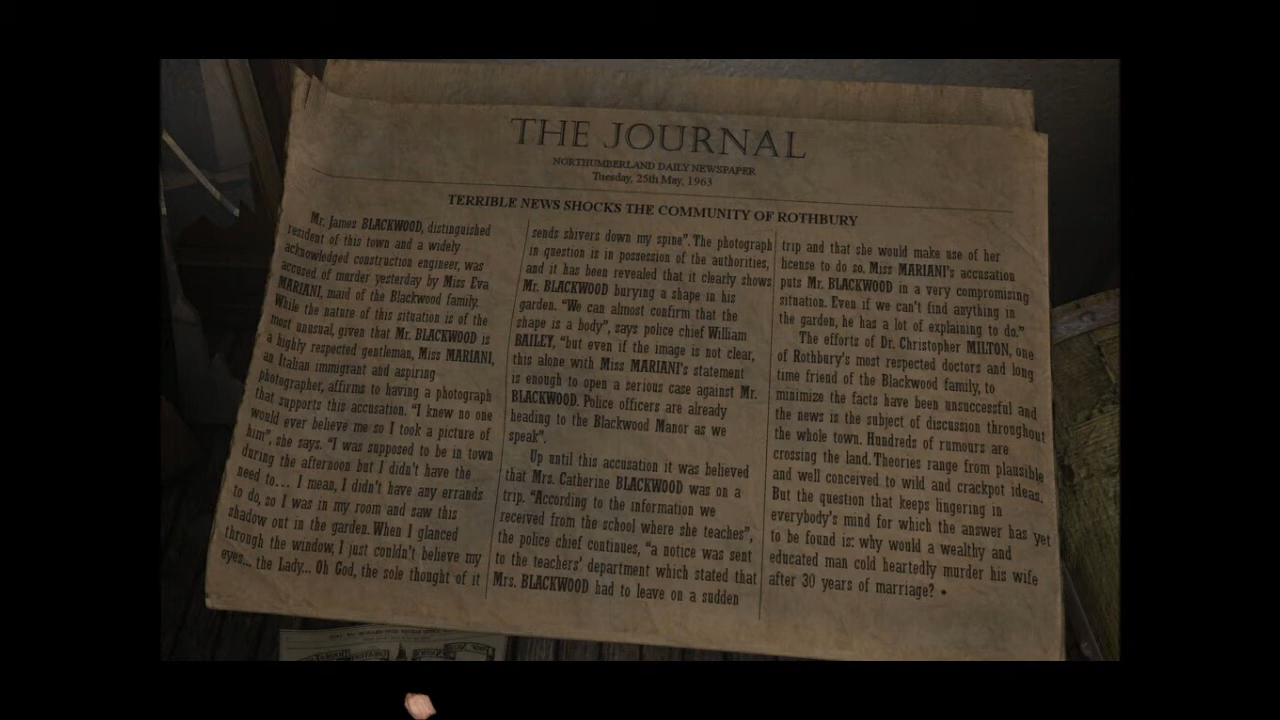 THE JOURNAL
NORTHUMBERLAND DAILY NEWSPAPER
Tuesday, 25th May, 1963
TERRIBLE NEWS SHOCKS THE COMMUNITY OF ROTHBURY
Mr. James BLACKWOOD, distinguished
resident of this town and a widely
acknowledged construction engineer, was
accused of murder yesterday by Miss Eva
MARIANI, maid of the Blackwood family.
While the nature of this situation is of the
most unusual, given that Mr. BLACKWOOD is
a highly respected gentleman, Miss MARIANI,
an Italian immigrant and aspiring
photographer, affirms to having a photograph
that supports this accusation. "I knew no one
would ever believe me so I took a picture of
him", she says. "I was supposed to be in town
during the afternoon but I didn't have the
need to... I mean, I didn't have any errands
to do, so I was in my room and saw this
shadow out in the garden. When I glanced
through the window, I just couldn't believe my
eyes... the Lady... Oh God, the sole thought of it
sends shivers down my spine". The photograph
in question is in possession of the authorities,
and it has been revealed that it clearly shows
Mr. BLACKWOOD burying a shape in his
garden. "We can almost confirm that the
shape is a body", says police chief William
BAILEY, "but even if the image is not clear,
this alone with Miss MARIANI's statement
is enough to open a serious case against Mr.
BLACKWOOD. Police officers are already
heading to the Blackwood Manor as we
speak".
Up until this accusation it was believed
that Mrs. Catherine BLACKWOOD was on a
trip. "According to the information we
received from the school where she teaches",
the police chief continues, "a notice was sent
to the teachers' department which stated that
Mrs. BLACKWOOD had to leave on a sudden
trip and that she would make use of her
license to do so. Miss MARIANI's accusation
puts Mr. BLACKWOOD in a very compromising
situation. Even if we can't find anything in
the garden, he has a lot of explaining to do."
The efforts of Dr. Christopher MILTON, one
of Rothbury's most respected doctors and long
time friend of the Blackwood family, to
minimize the facts have been unsuccessful and
the news is the subject of discussion throughout
the whole town. Hundreds of rumours are
crossing the land. Theories range from plausible
and well conceived to wild and crackpot ideas.
But the question that keeps lingering in
everybody's mind for which the answer has yet
to be found is: why would a wealthy and
educated man cold heartedly murder his wife
after 30 years of marriage? •